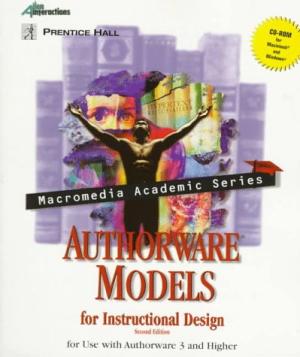 Allen
Interactions
PRENTICE HALL
CD-ROM
for
Macintosh®
and
Windows®
HYPERTEXT
Macromedia Academic Series
AUTHORWARE®
MODELS
for Instructional Design
Second Edition
for Use with Authorware 3 and Higher